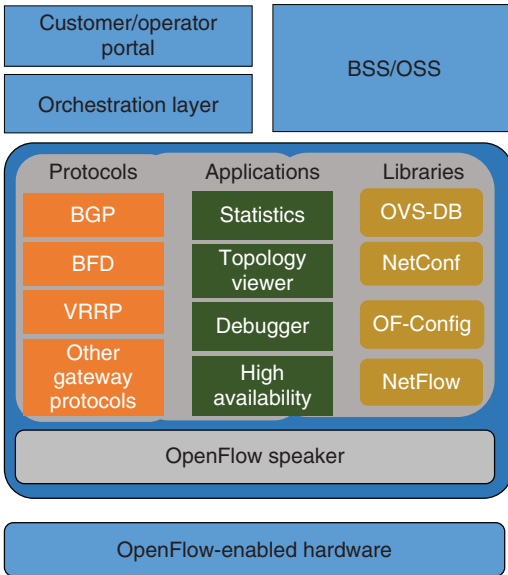 Customer/operator
portal
BSS/OSS
Orchestration layer
Protocols
Applications
Libraries
BGP
BFD
VRRP
Other
gateway
protocols
Statistics
Topology
viewer
Debugger
High
availability
OVS-DB
NetConf
OF-Config
NetFlow
OpenFlow speaker
OpenFlow-enabled hardware